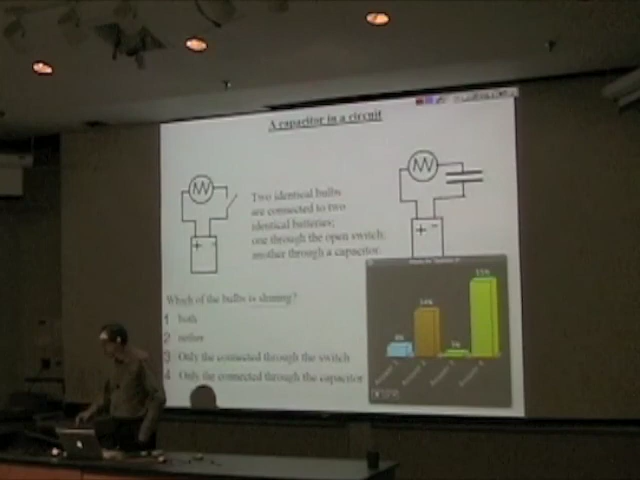 A capacitor in a circuit
Two identical bulbs
are connected to two
identical batteries;
one through the open switch;
another through a capacitor.
+ -
+ -
Which of the bulbs is shining?
1 both
2 neither
3 Only the connected through the switch
4 Only the connected through the capacitor